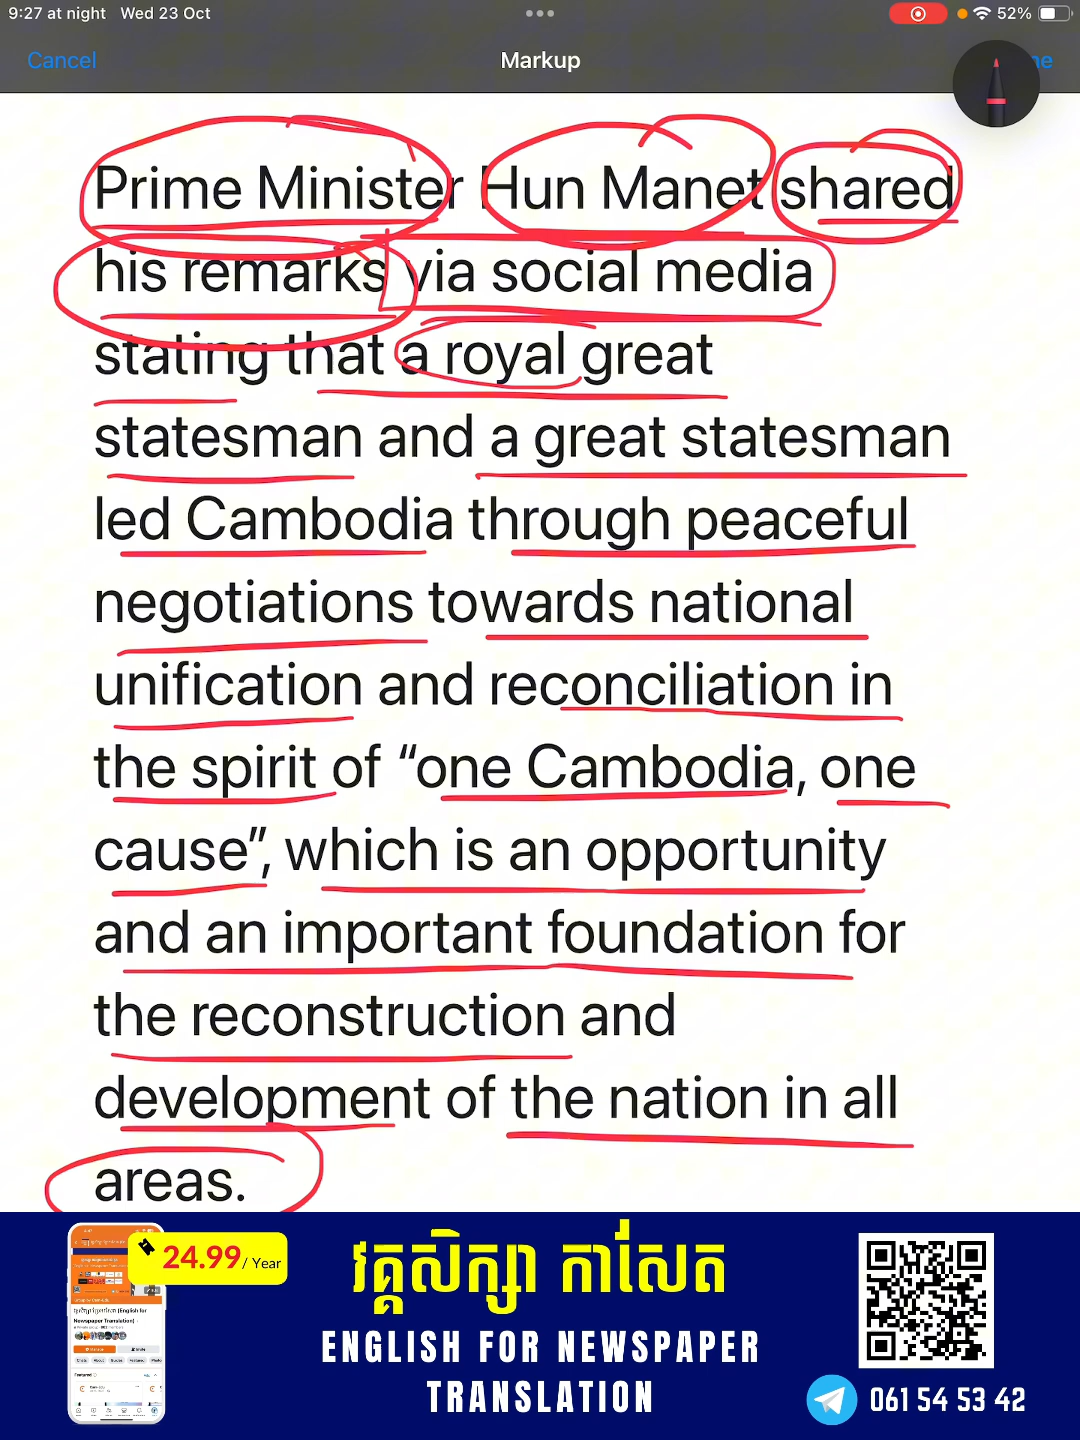 9:27 at night Wed 23 Oct
52%
Cancel
Markup
Prime Minister Hun Manet shared
his remarks via social media
stating that a royal great
statesman and a great statesman
led Cambodia through peaceful
negotiations towards national
unification and reconciliation in
the spirit of “one Cambodia, one
cause”, which is an opportunity
and an important foundation for
the reconstruction and
development of the nation in all
areas.
24.99/ Year
វគ្គសិក្សា កាសែត
ENGLISH FOR NEWSPAPER
TRANSLATION
061 54 53 42